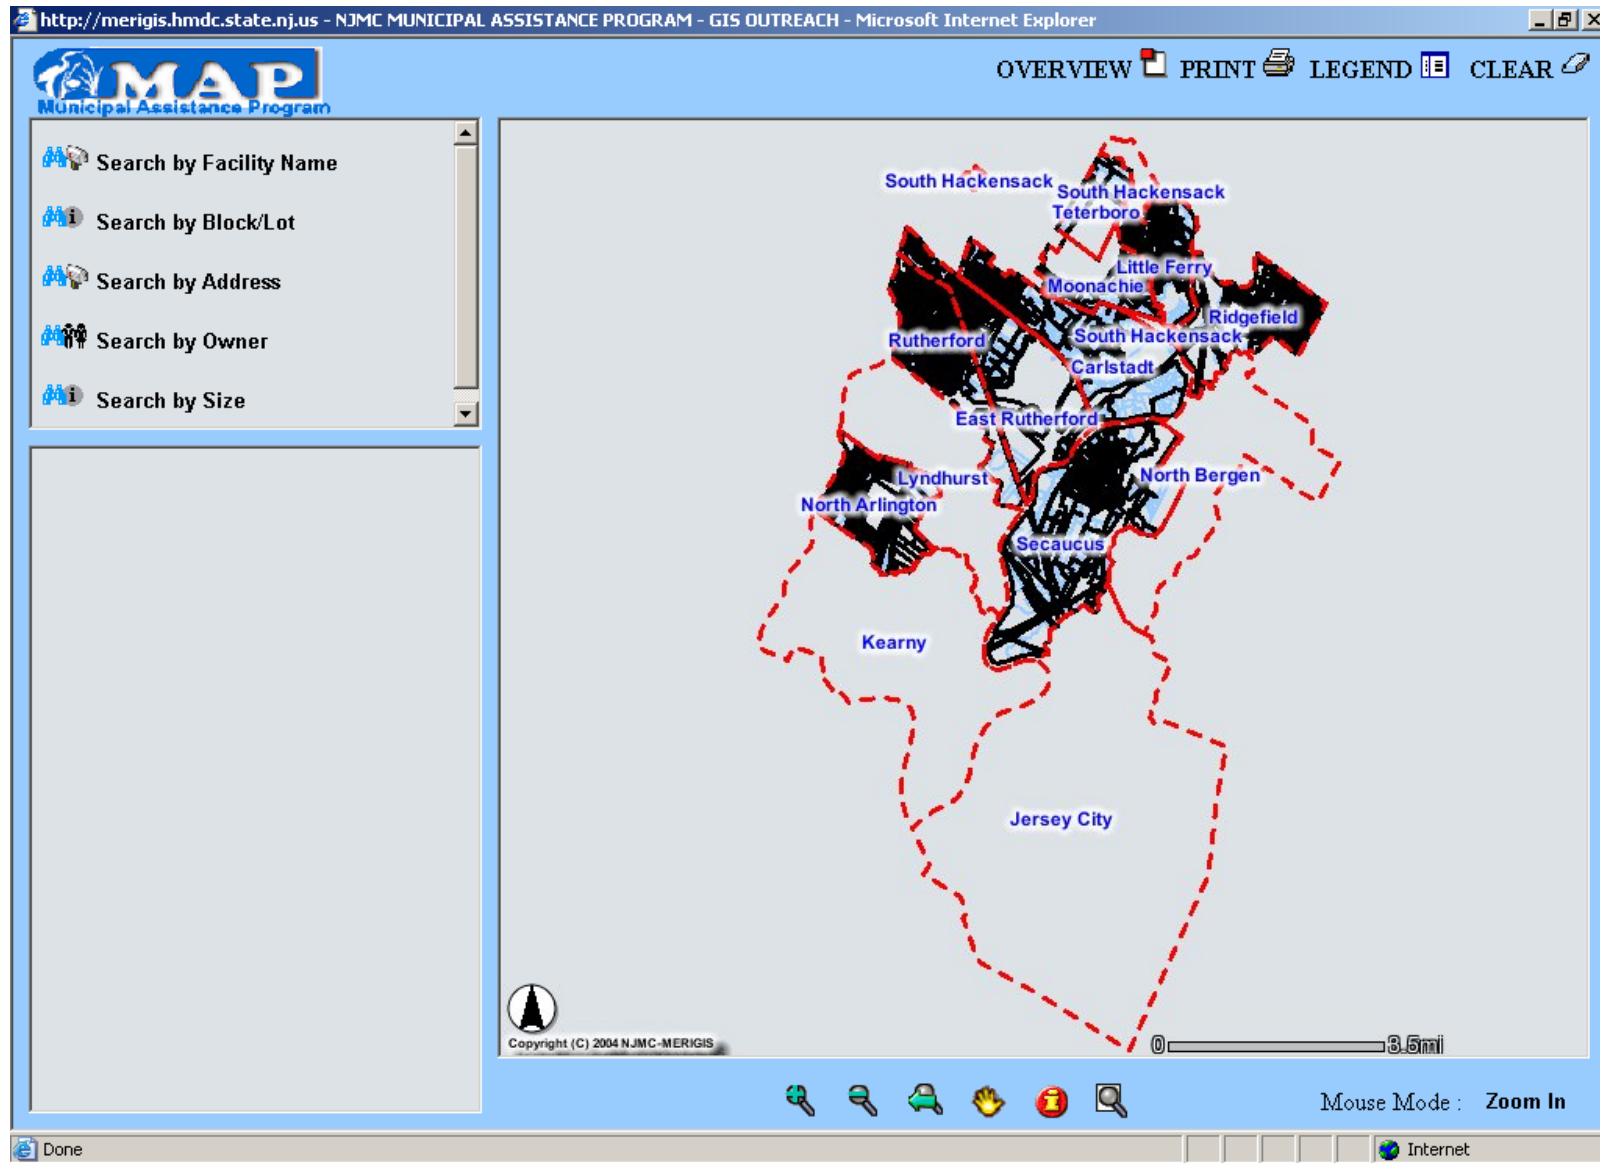 http://merigis.hmdc.state.nj.us - NJMC MUNICIPAL ASSISTANCE PROGRAM - GIS OUTREACH - Microsoft Internet Explorer
MAP
Municipal Assistance Program
OVERVIEW PRINT LEGEND CLEAR
Search by Facility Name
Search by Block/Lot
Search by Address
Search by Owner
Search by Size
South Hackensack
South Hackensack
Teterboro
Little Ferry
Moonachie
Ridgefield
Rutherford
South Hackensack
Carlstadt
East Rutherford
Lyndhurst
North Bergen
North Arlington
Secaucus
Kearny
Jersey City
Copyright (C) 2004 NJMC-MERIGIS
0 3.5mi
Mouse Mode : Zoom In
Done
Internet